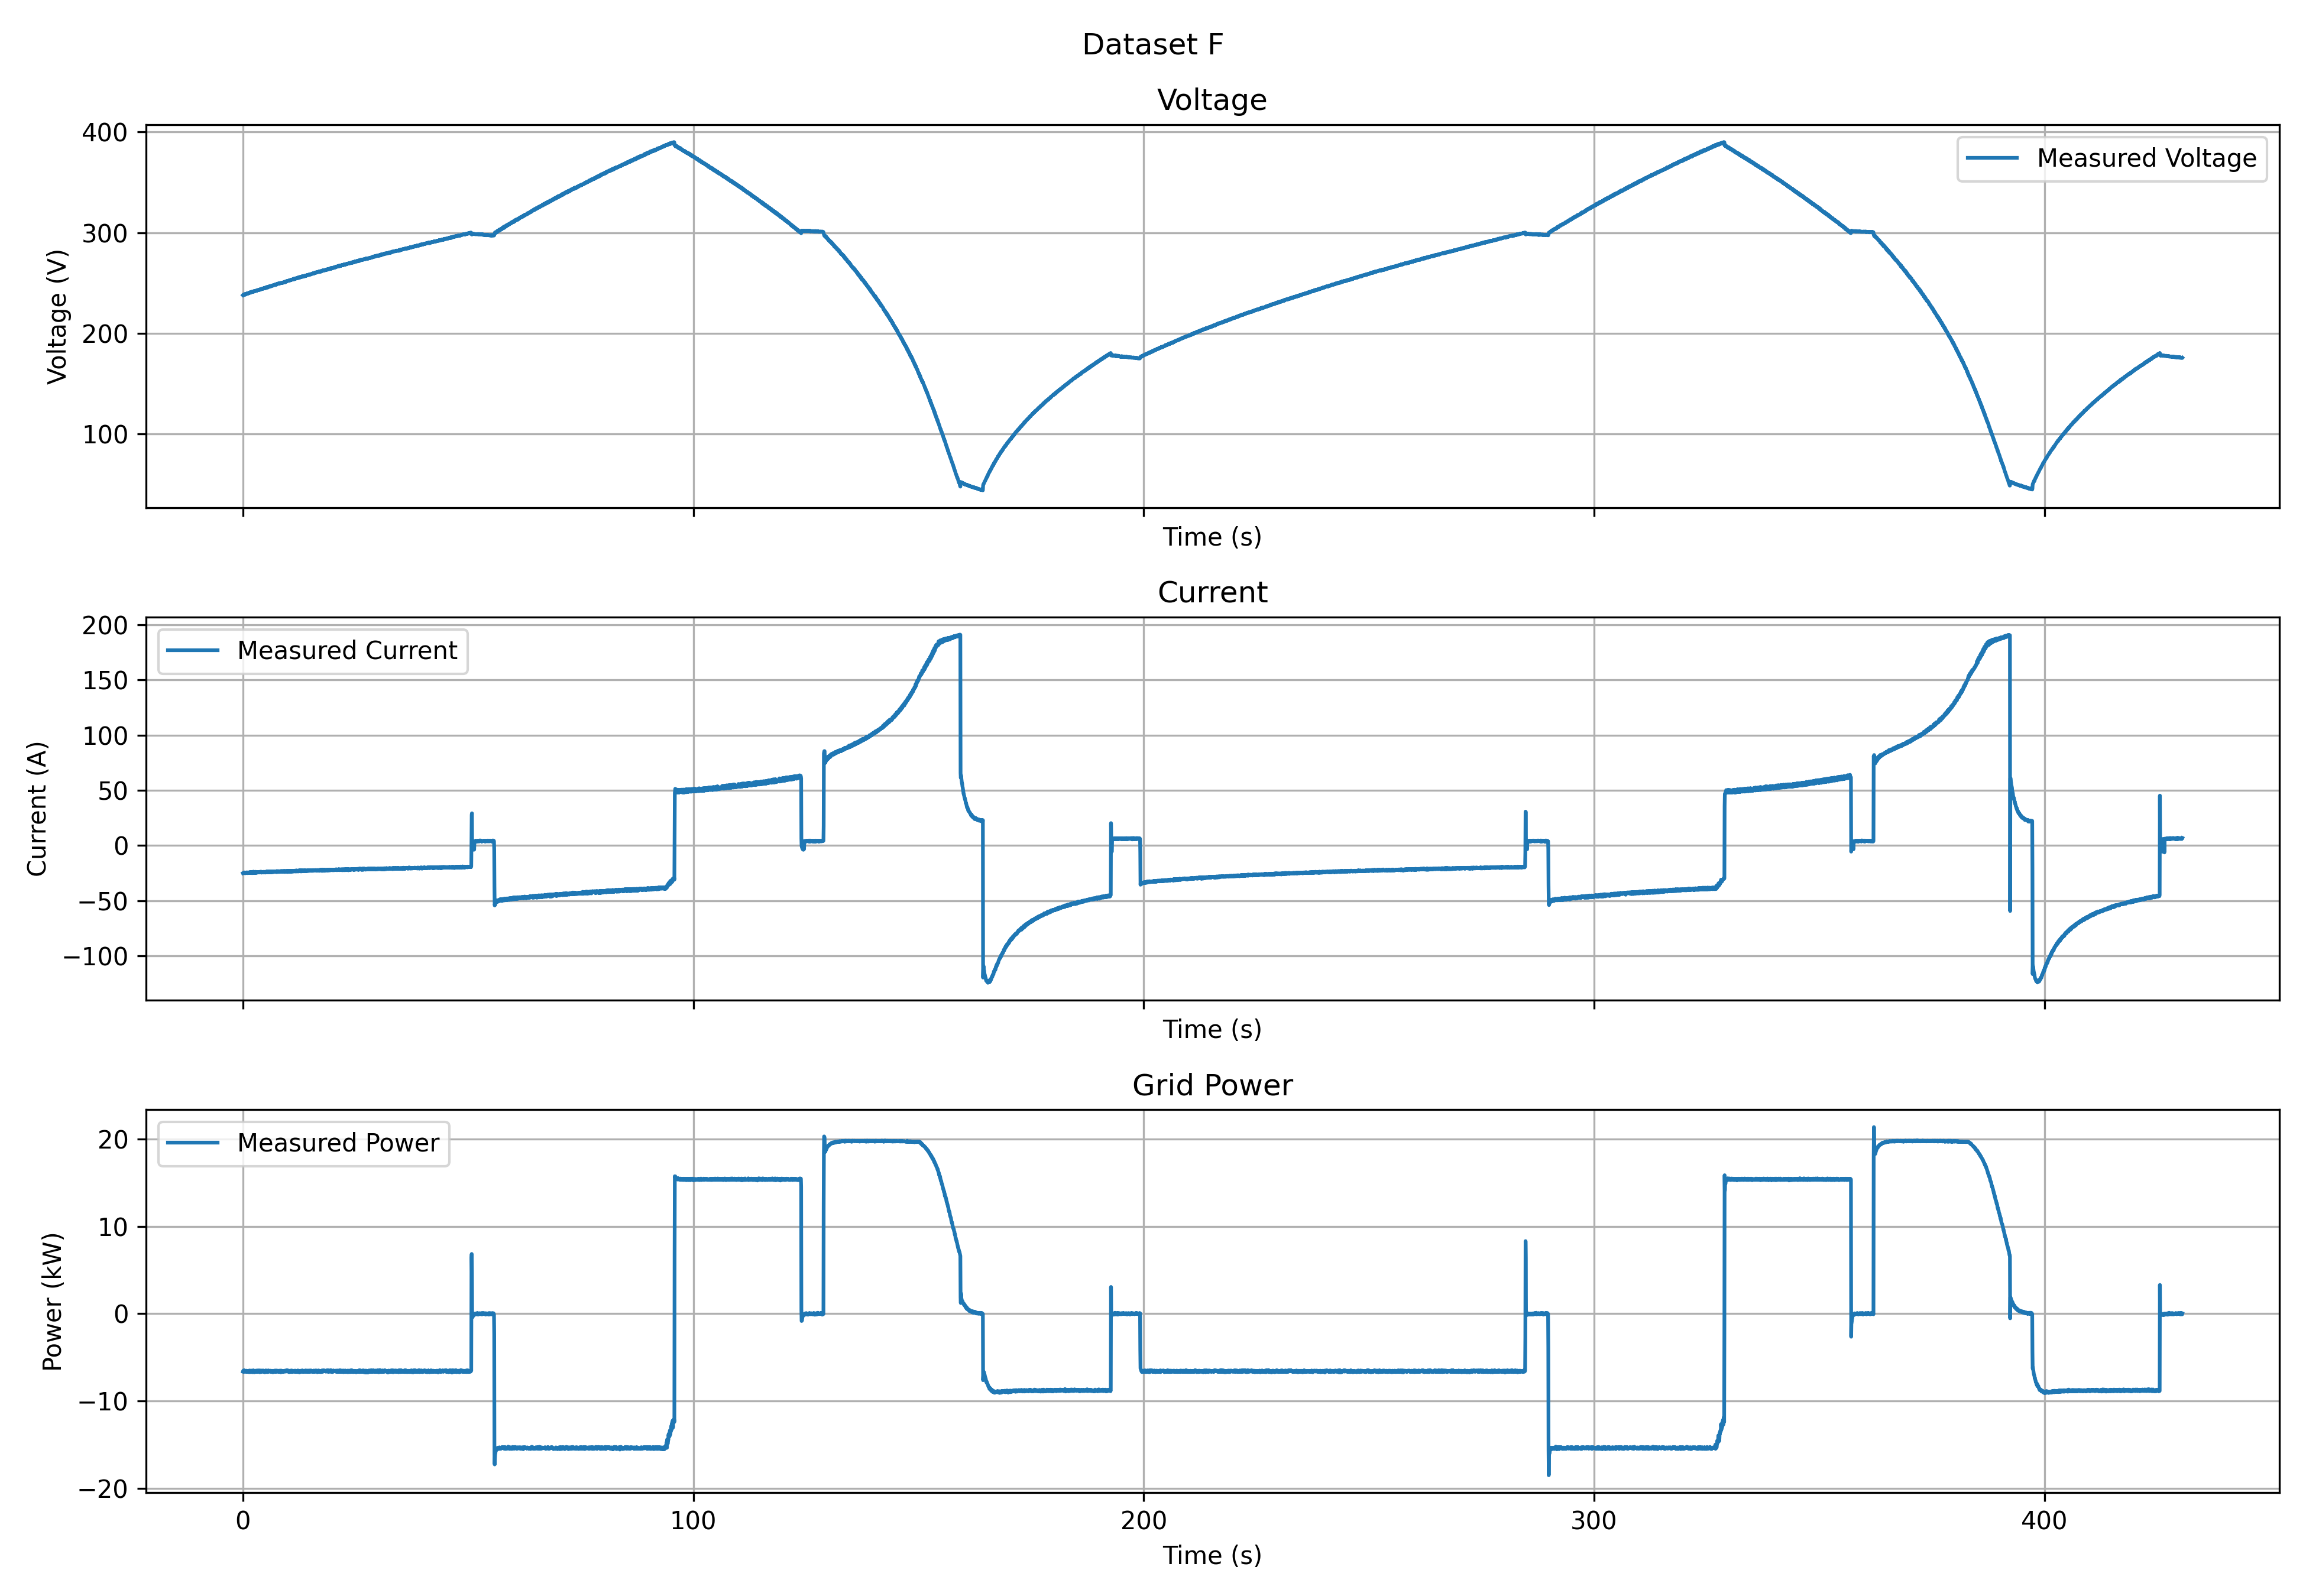 Dataset F
Voltage
400
300
200
100
Voltage (V)
Measured Voltage
Time (s)
Current
200
150
100
50
0
−50
−100
Current (A)
Measured Current
Time (s)
Grid Power
20
10
0
−10
−20
Power (kW)
Measured Power
0 100 200 300 400
Time (s)